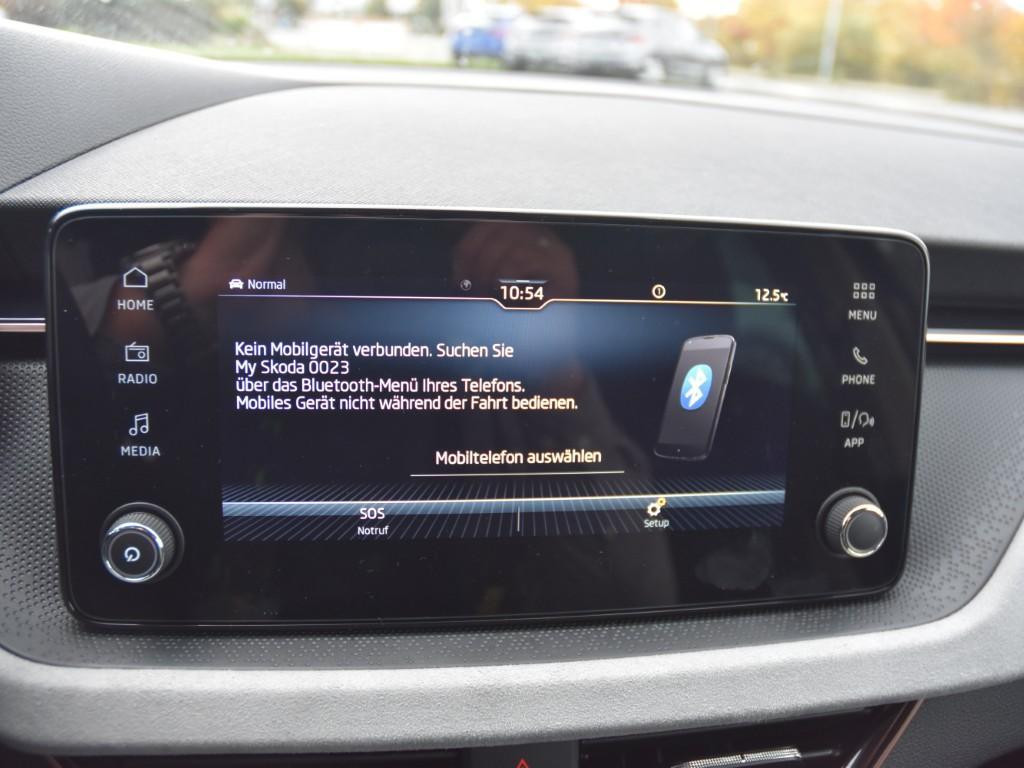 Normal
10:54
12.5°C
HOME
RADIO
MEDIA
Kein Mobilgerät verbunden. Suchen Sie
My Skoda 0023
über das Bluetooth-Menü Ihres Telefons.
Mobiles Gerät nicht während der Fahrt bedienen.
Mobiltelefon auswählen
SOS
Notruf
Setup
MENU
PHONE
APP